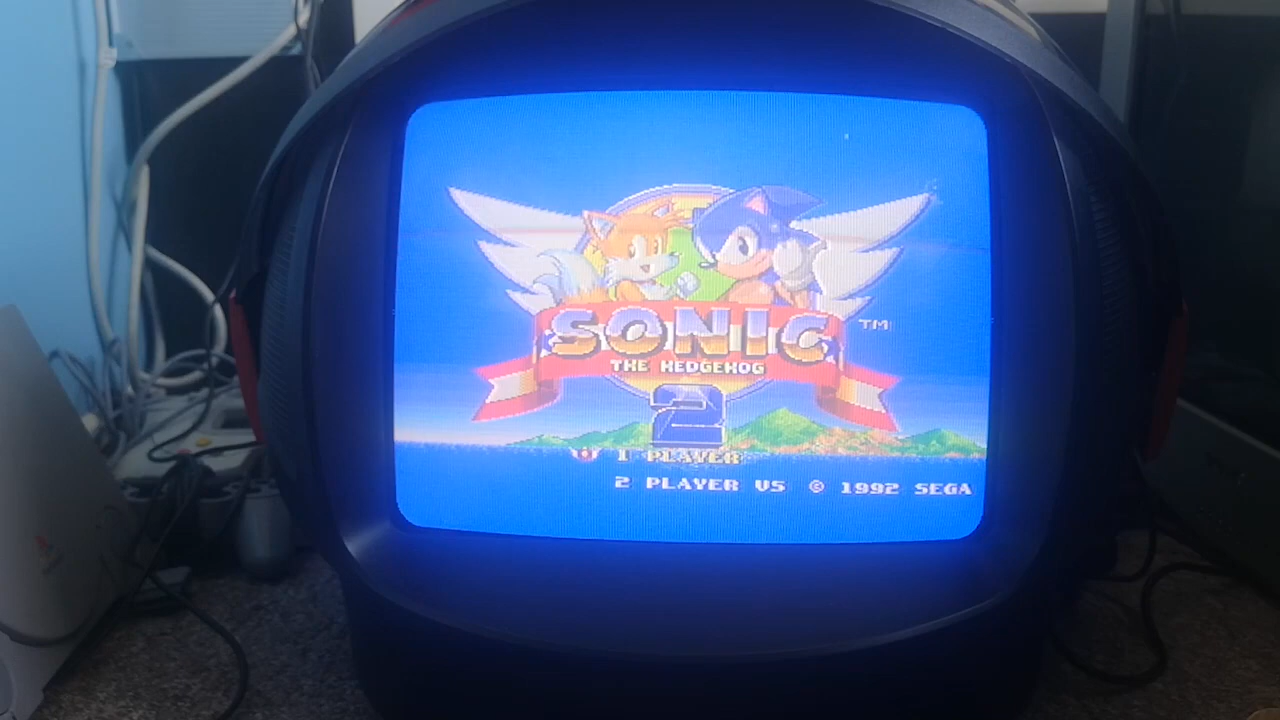 SONIC
TM
THE HEDGEHOG
2
1 PLAYER
2 PLAYER VS © 1992 SEGA